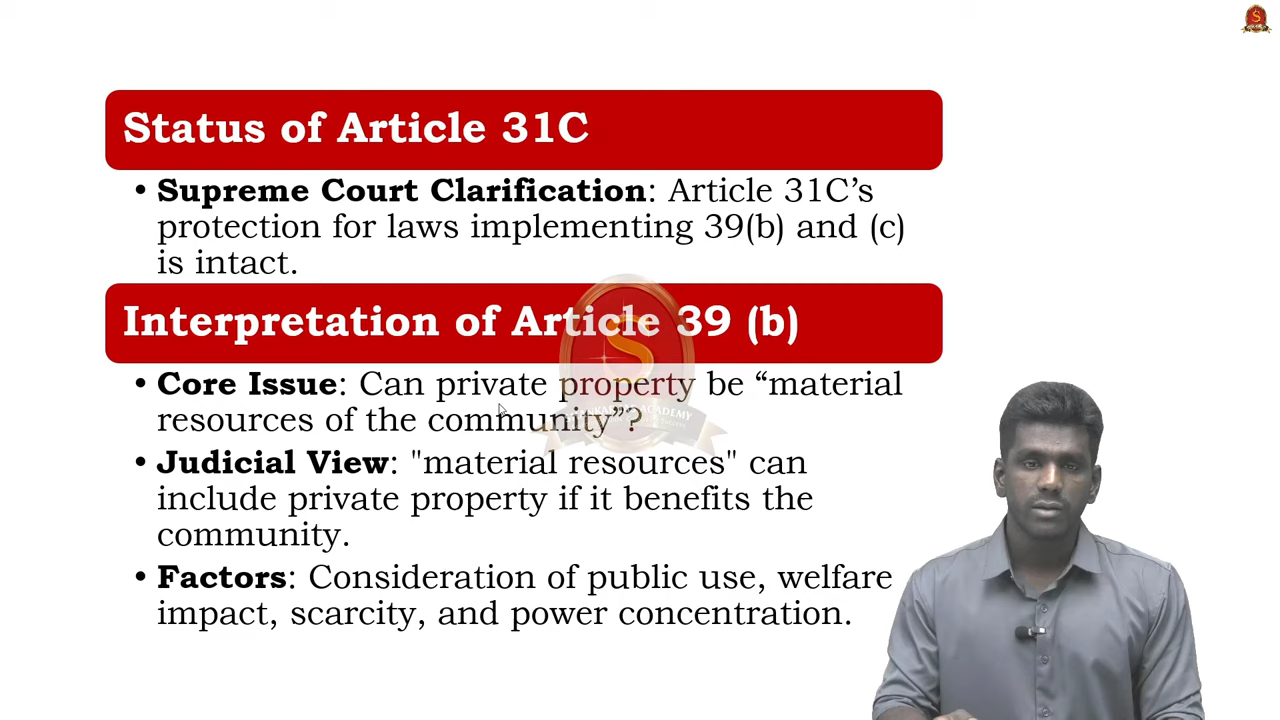 Status of Article 31C
• Supreme Court Clarification: Article 31C’s
protection for laws implementing 39(b) and (c)
is intact.
Interpretation of Article 39 (b)
• Core Issue: Can private property be “material
resources of the community”?
• Judicial View: "material resources" can
include private property if it benefits the
community.
• Factors: Consideration of public use, welfare
impact, scarcity, and power concentration.